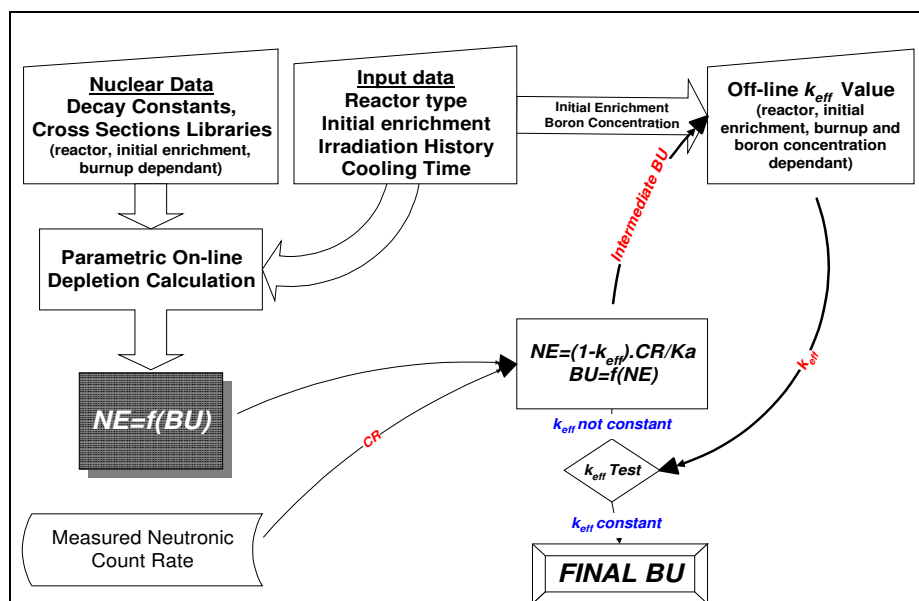 Nuclear Data
Decay Constants,
Cross Sections Libraries
(reactor, initial enrichment,
burnup dependant)
Input data
Reactor type
Initial enrichment
Irradiation History
Cooling Time
Initial Enrichment
Boron Concentration
Off-line keff Value
(reactor, initial
enrichment, burnup and
boron concentration
dependant)
Intermediate BU
Parametric On-line
Depletion Calculation
NE=(1-keff).CR/Ka
BU=f(NE)
keff
NE=f(BU)
CR
keff not constant
keff Test
keff constant
Measured Neutronic
Count Rate
FINAL BU